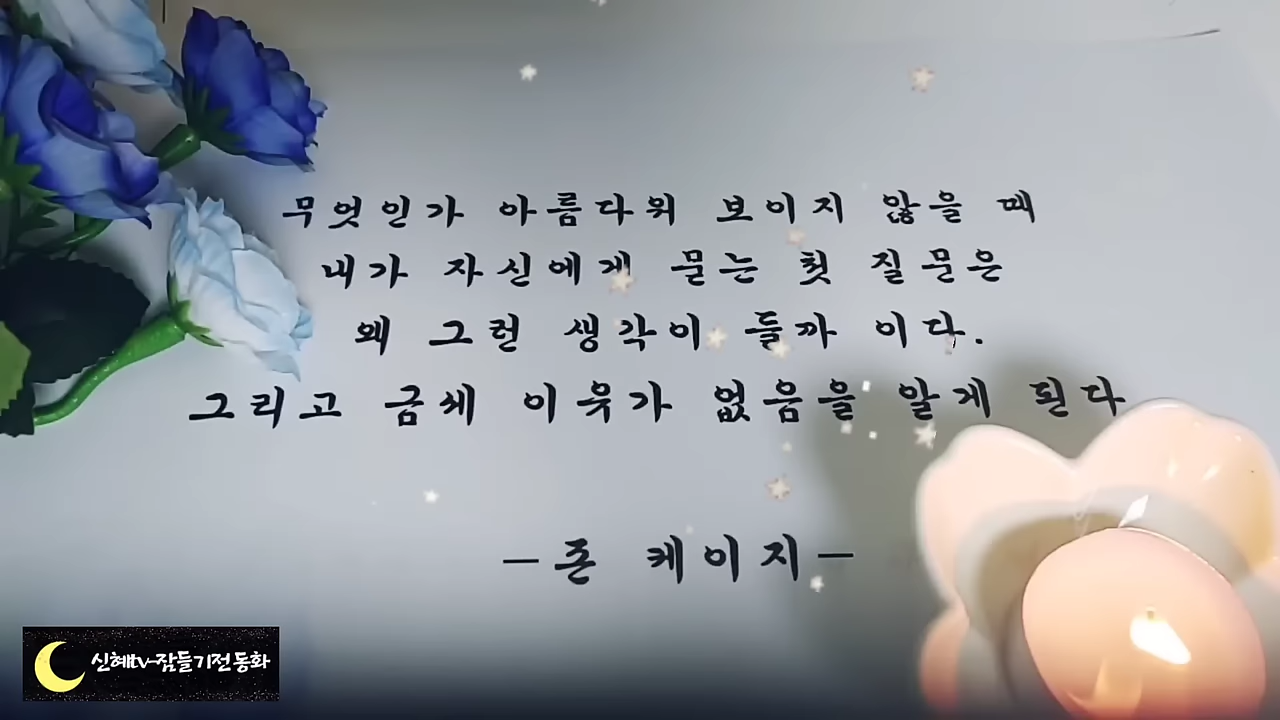 무엇인가 아름다워 보이지 않을 때
내가 자신에게 묻는 첫 질문은
왜 그런 생각이 들까 이다.
그리고 금세 이유가 없음을 알게 된다
-존 케이지-
신혜tv-잠들기전 동화